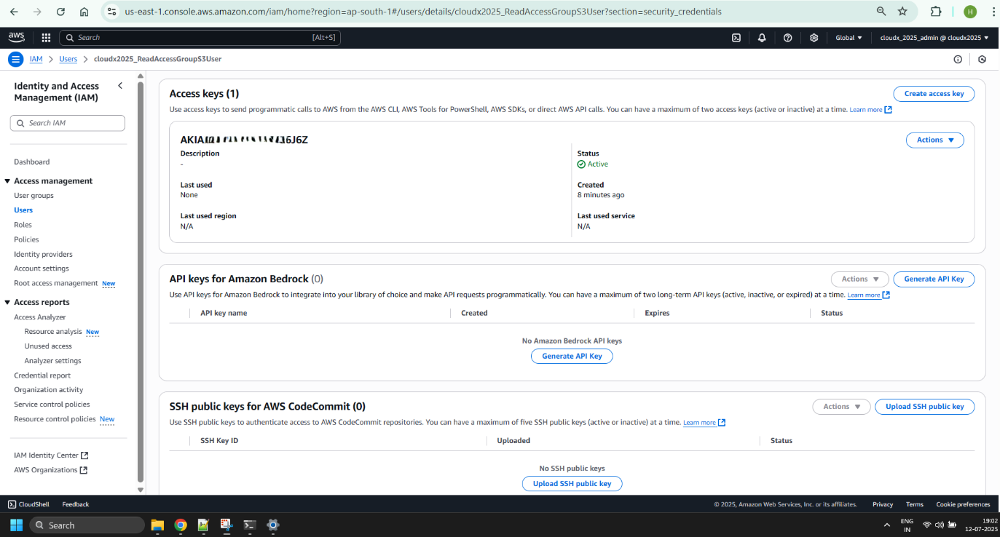 us-east-1.console.aws.amazon.com/iam/home?region=ap-south-1#/users/details/cloudx2025_ReadAccessGroupS3User?section=security_credentials
H
aws
Search [Alt+S]
Global
cloudx_2025_admin @ cloudx2025
IAM > Users > cloudx2025_ReadAccessGroupS3User
Identity and Access
Management (IAM)
Search IAM
Dashboard
Access management
User groups
Users
Roles
Policies
Identity providers
Account settings
Root access management New
Access reports
Access Analyzer
Resource analysis New
Unused access
Analyzer settings
Credential report
Organization activity
Service control policies
Resource control policies New
IAM Identity Center
AWS Organizations
Access keys (1)
Create access key
Use access keys to send programmatic calls to AWS from the AWS CLI, AWS Tools for PowerShell, AWS SDKs, or direct AWS API calls. You can have a maximum of two access keys (active or inactive) at a time. Learn more
AKIA 6J6Z
Actions
Description
-
Status
Active
Last used
None
Created
8 minutes ago
Last used region
N/A
Last used service
N/A
API keys for Amazon Bedrock (0)
Actions
Generate API Key
Use API keys for Amazon Bedrock to integrate into your library of choice and make API requests programmatically. You can have a maximum of two long-term API keys (active, inactive, or expired) at a time. Learn more
API key name Created Expires Status
No Amazon Bedrock API keys
Generate API Key
SSH public keys for AWS CodeCommit (0)
Actions
Upload SSH public key
Use SSH public keys to authenticate access to AWS CodeCommit repositories. You can have a maximum of five SSH public keys (active or inactive) at a time. Learn more
SSH Key ID Uploaded Status
No SSH public keys
Upload SSH public key
CloudShell Feedback
© 2025, Amazon Web Services, Inc. or its affiliates. Privacy Terms Cookie preferences
Search
ENG
IN
19:02
12-07-2025